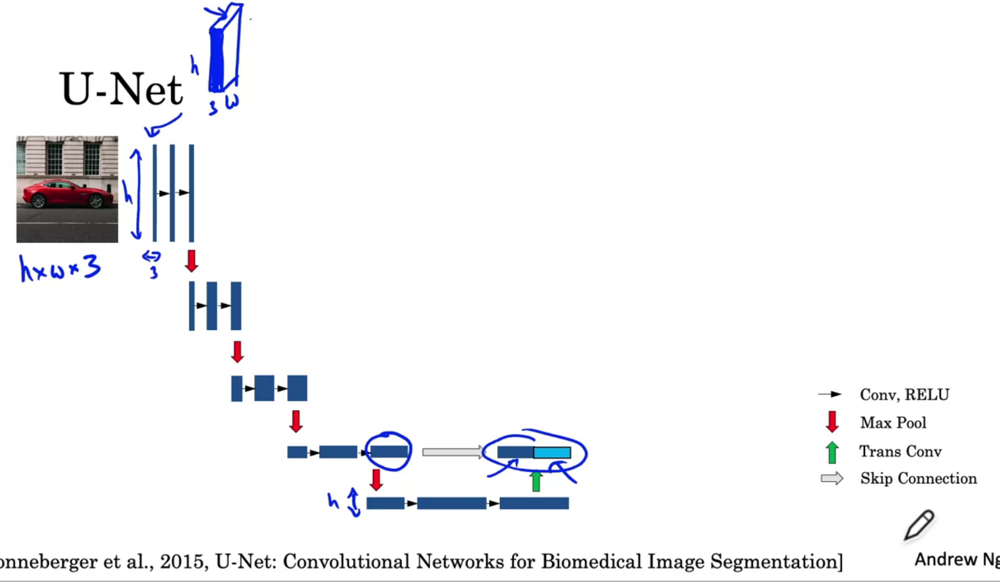 h
3 w
U-Net
h
h×w×3
3
Conv, RELU
Max Pool
Trans Conv
Skip Connection
h
onneberger et al., 2015, U-Net: Convolutional Networks for Biomedical Image Segmentation]
Andrew Ng